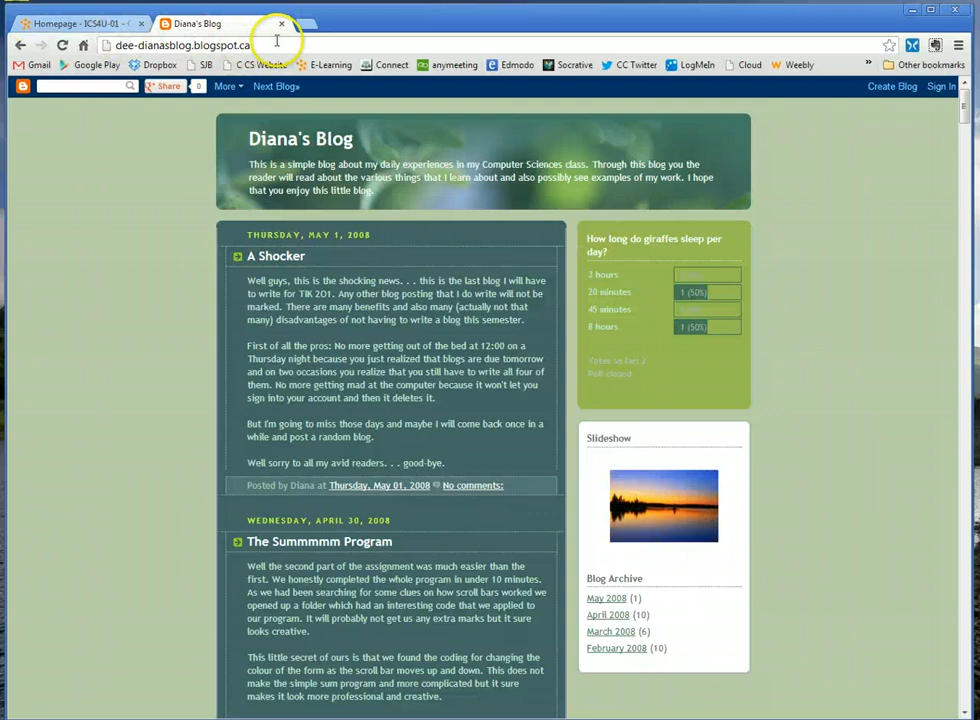 Homepage - ICS4U-01 - C
Diana's Blog
dee-dianasblog.blogspot.ca
Gmail Google Play Dropbox SJB C CS Website E-Learning Connect anymeeting Edmodo Socrative CC Twitter LogMeIn Cloud Weebly » Other bookmarks
Share 0 More Next Blog» Create Blog Sign In
Diana's Blog
This is a simple blog about my daily experiences in my Computer Sciences class. Through this blog you the
reader will read about the various things that I learn about and also possibly see examples of my work. I hope
that you enjoy this little blog.
THURSDAY, MAY 1, 2008
A Shocker
Well guys, this is the shocking news. . . this is the last blog I will have
to write for TIK 2O1. Any other blog posting that I do write will not be
marked. There are many benefits and also many (actually not that
many) disadvantages of not having to write a blog this semester.
First of all the pros: No more getting out of the bed at 12:00 on a
Thursday night because you just realized that blogs are due tomorrow
and on two occasions you realize that you still have to write all four of
them. No more getting mad at the computer because it won't let you
sign into your account and then it deletes it.
But I'm going to miss those days and maybe I will come back once in a
while and post a random blog.
Well sorry to all my avid readers. . . good-bye.
Posted by Diana at Thursday, May 01, 2008 No comments:
WEDNESDAY, APRIL 30, 2008
The Summmmm Program
Well the second part of the assignment was much easier than the
first. We honestly completed the whole program in under 10 minutes.
As we had been searching for some clues on how scroll bars worked we
opened up a folder which had an interesting code that we applied to
our program. It will probably not get us any extra marks but it sure
looks creative.
This little secret of ours is that we found the coding for changing the
colour of the form as the scroll bar moves up and down. This does not
make the simple sum program and more complicated but it sure
makes it look more professional and creative.
How long do giraffes sleep per
day?
2 hours
20 minutes 1 (50%)
45 minutes
8 hours 1 (50%)
Votes so far: 2
Poll closed
Slideshow
Blog Archive
May 2008 (1)
April 2008 (10)
March 2008 (6)
February 2008 (10)